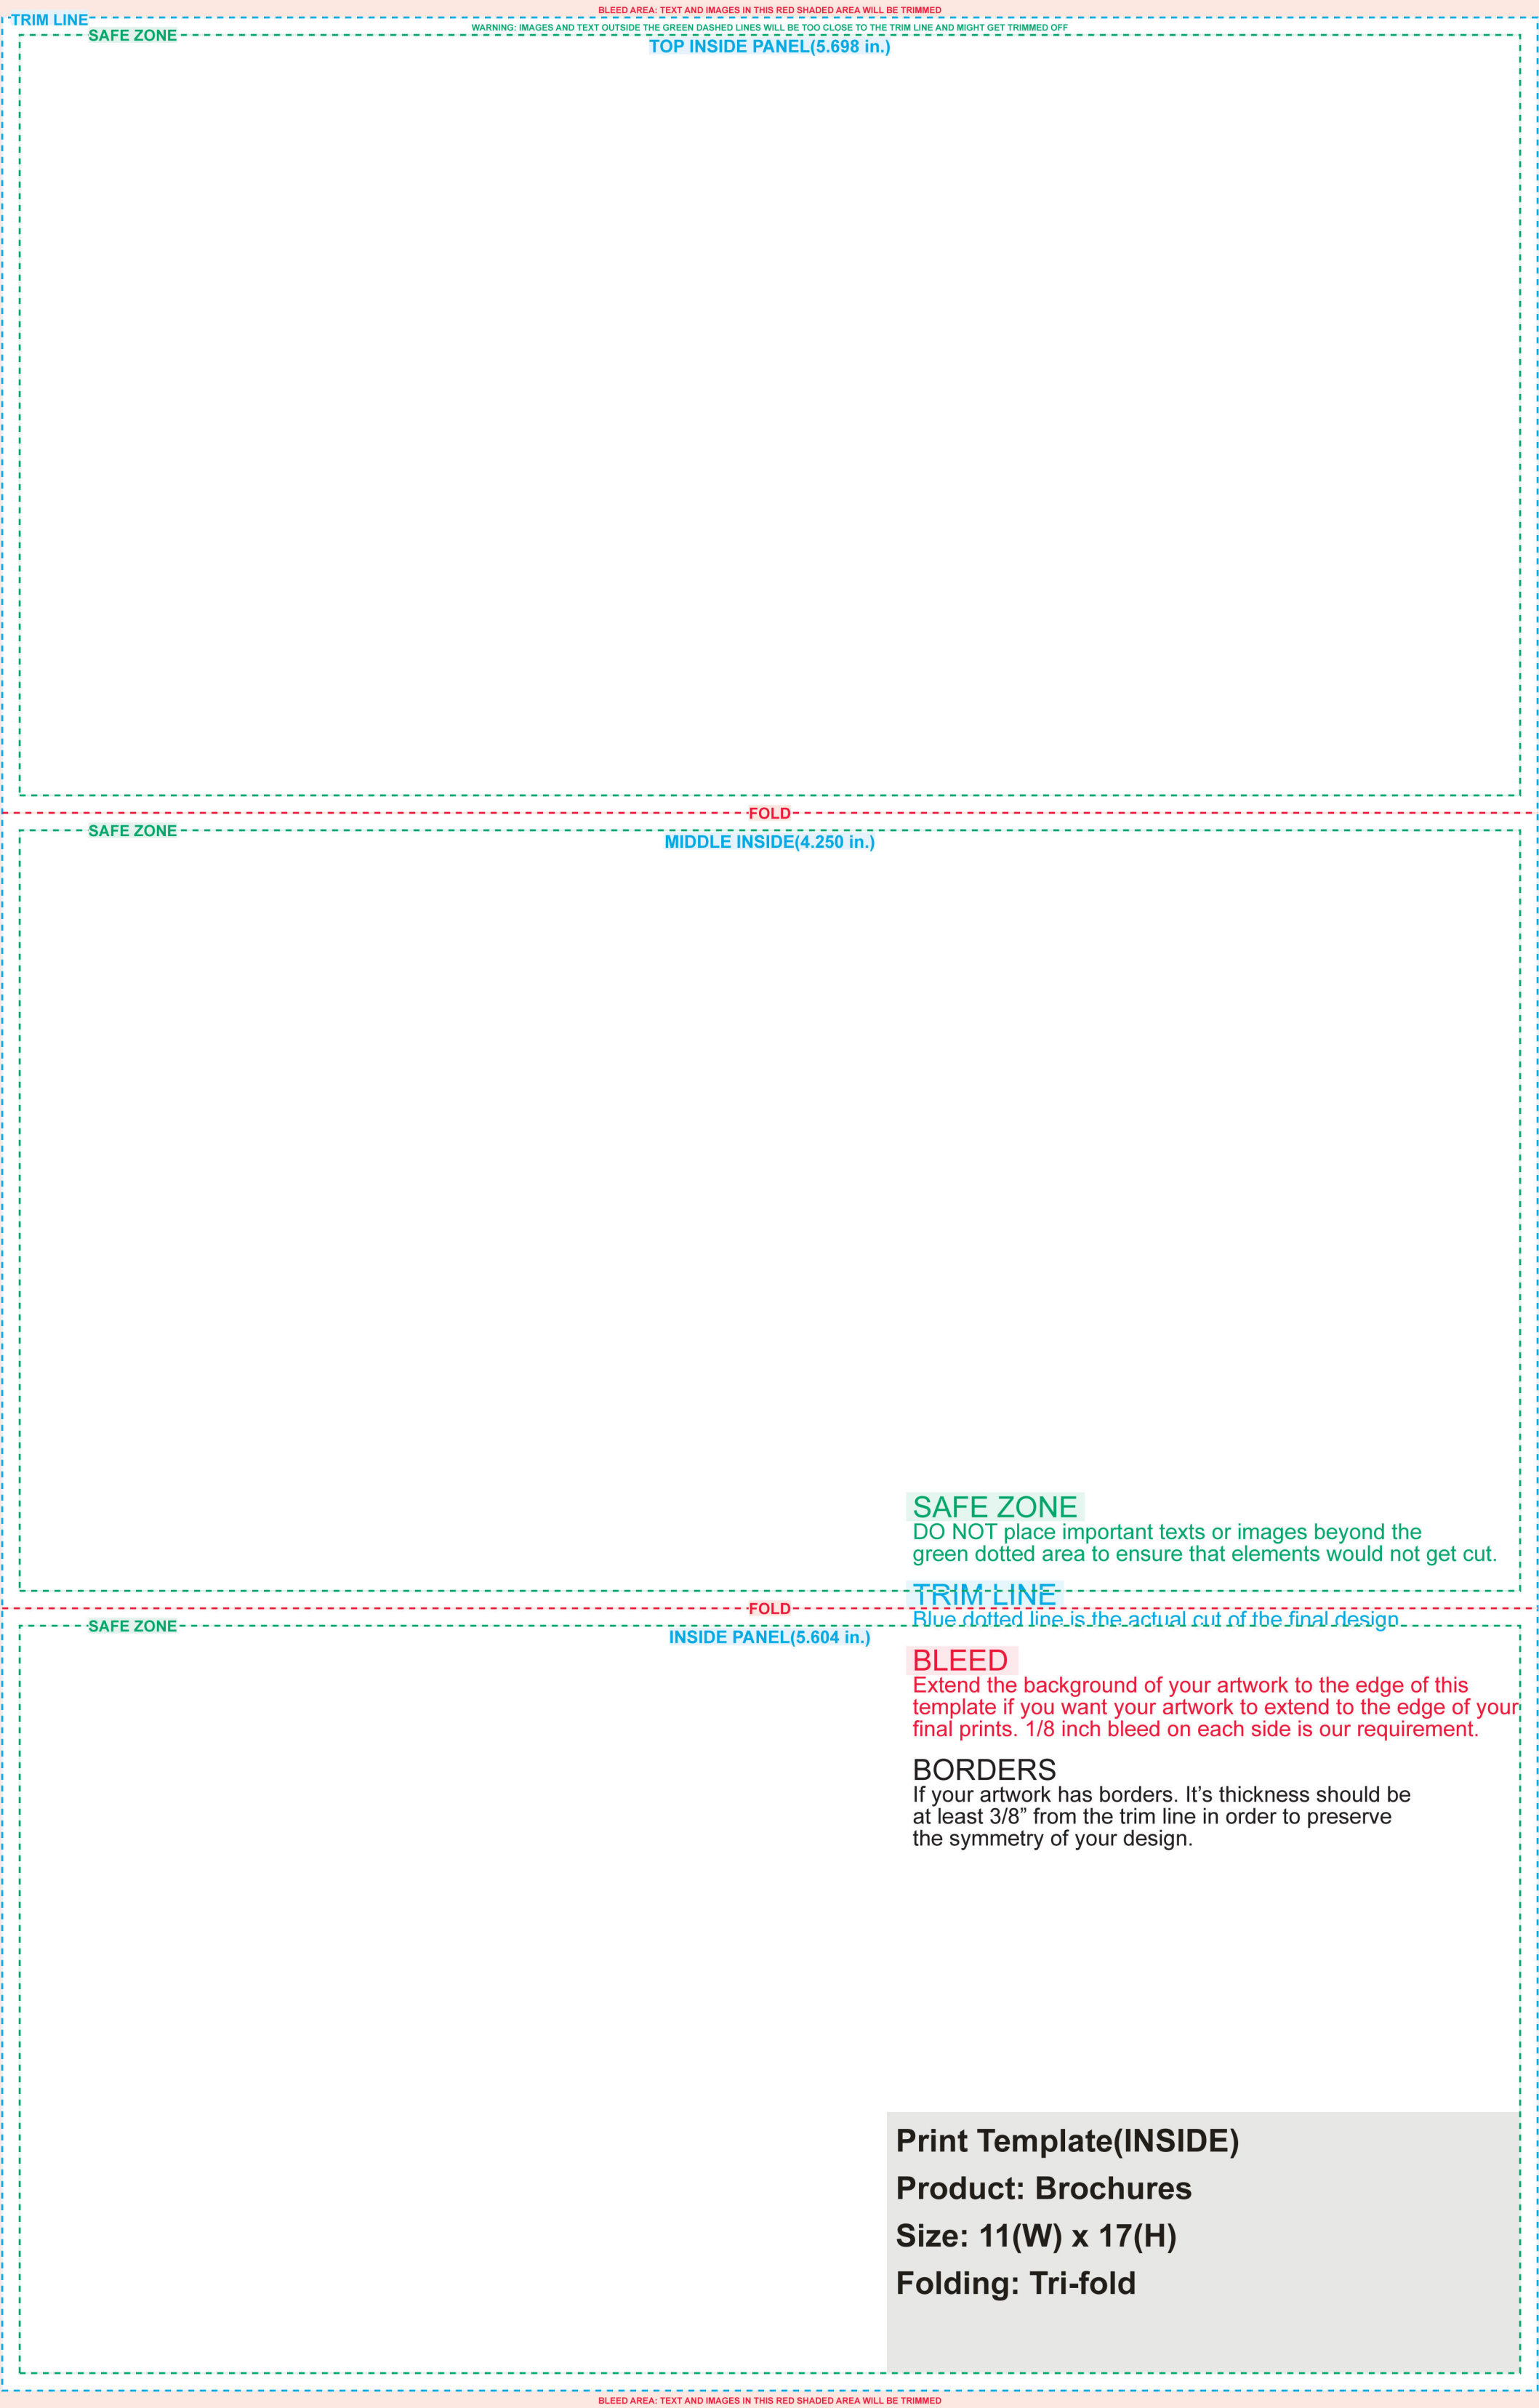 BLEED AREA: TEXT AND IMAGES IN THIS RED SHADED AREA WILL BE TRIMMED
TRIM LINE
WARNING: IMAGES AND TEXT OUTSIDE THE GREEN DASHED LINES WILL BE TOO CLOSE TO THE TRIM LINE AND MIGHT GET TRIMMED OFF
SAFE ZONE
TOP INSIDE PANEL(5.698 in.)
FOLD
SAFE ZONE
MIDDLE INSIDE(4.250 in.)
SAFE ZONE
DO NOT place important texts or images beyond the
green dotted area to ensure that elements would not get cut.
TRIM LINE
Blue dotted line is the actual cut of the final design
FOLD
SAFE ZONE
INSIDE PANEL(5.604 in.)
BLEED
Extend the background of your artwork to the edge of this
template if you want your artwork to extend to the edge of your
final prints. 1/8 inch bleed on each side is our requirement.
BORDERS
If your artwork has borders. It’s thickness should be
at least 3/8” from the trim line in order to preserve
the symmetry of your design.
Print Template(INSIDE)
Product: Brochures
Size: 11(W) x 17(H)
Folding: Tri-fold
BLEED AREA: TEXT AND IMAGES IN THIS RED SHADED AREA WILL BE TRIMMED